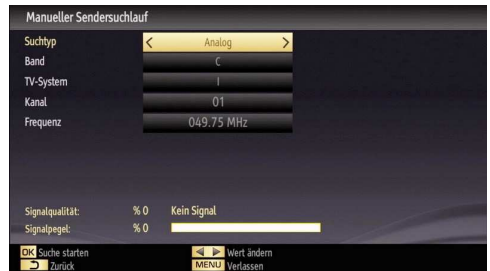 Manueller Sendersuchlauf
Suchtyp < Analog >
Band C
TV-System I
Kanal 01
Frequenz 049.75 MHz
Signalqualität: % 0 Kein Signal
Signalpegel: % 0
OK Suche starten Wert ändern
Zurück MENU Verlassen